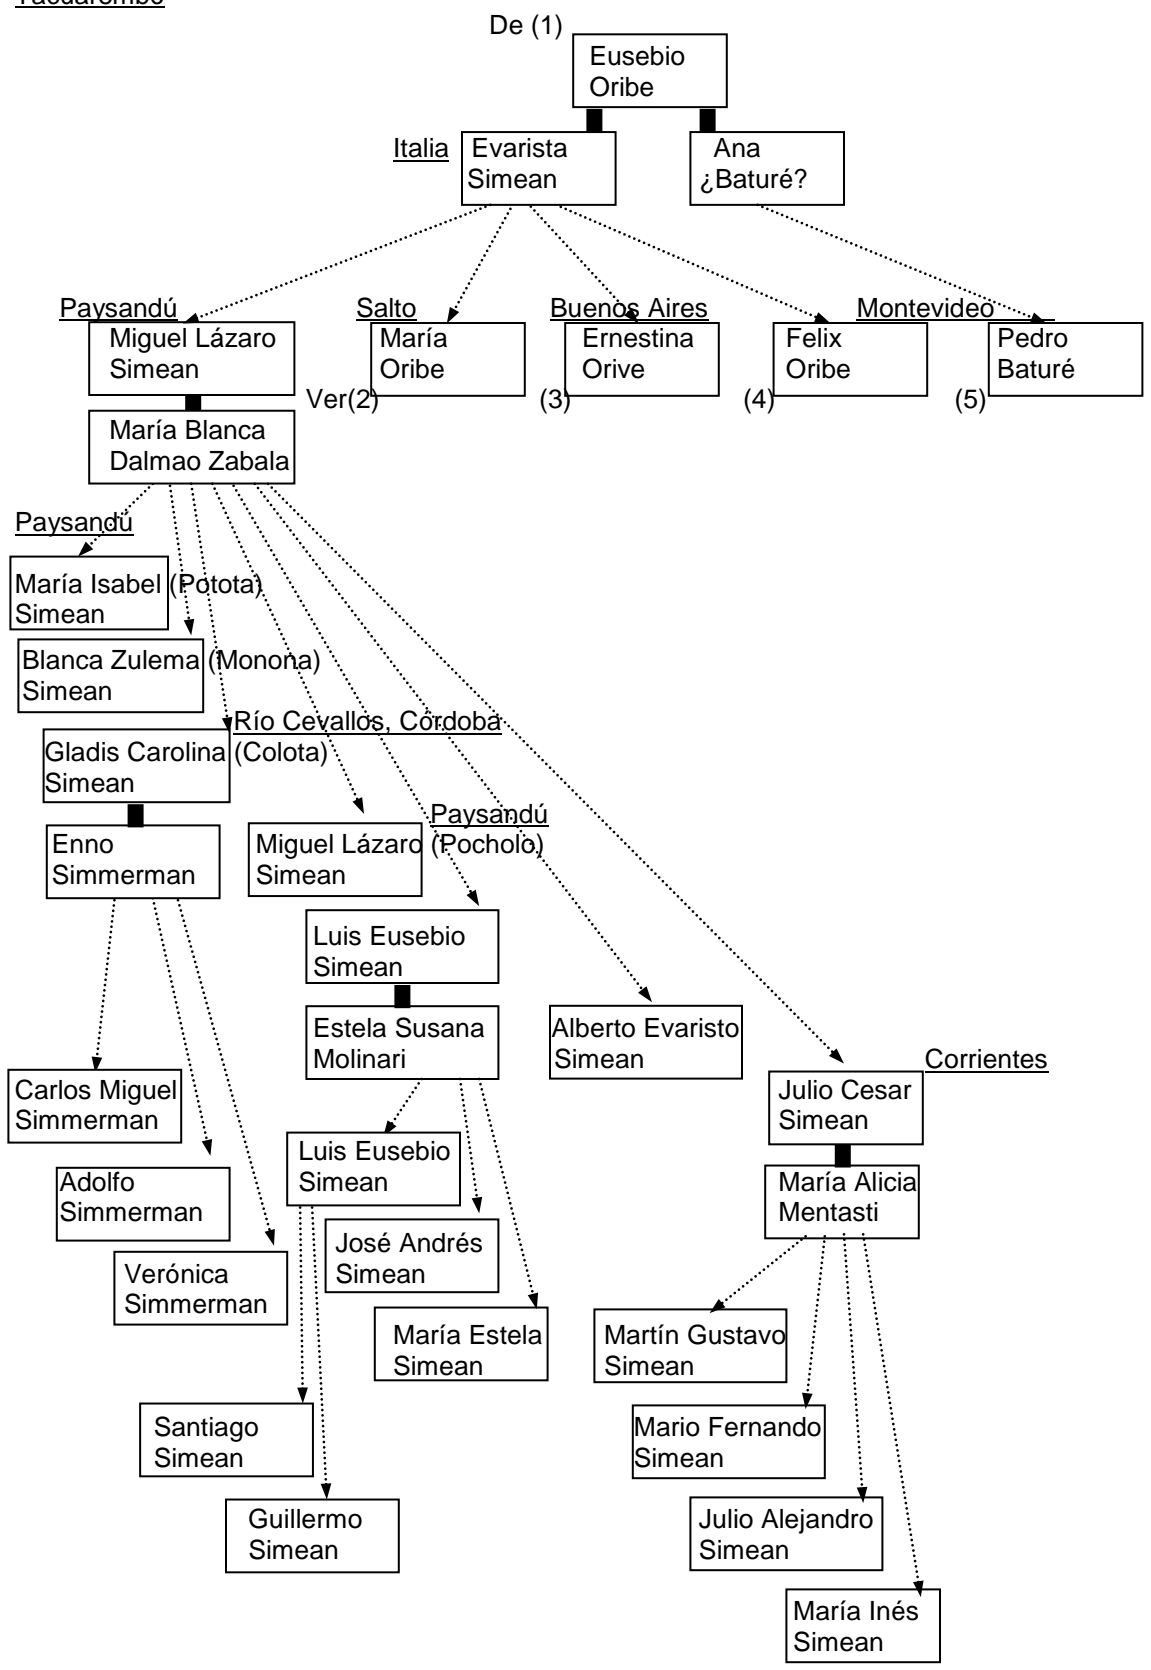 De (1)
Eusebio
Oribe
Italia
Evarista
Simean
Ana
¿Baturé?
Paysandú
Miguel Lázaro
Simean
Salto
María
Oribe
Buenos Aires
Ernestina
Orive
Montevideo
Felix
Oribe
Pedro
Baturé
Ver(2)
(3)
(4)
(5)
María Blanca
Dalmao Zabala
Paysandú
María Isabel (Potota)
Simean
Blanca Zulema (Monona)
Simean
Río Cevallos, Córdoba
Gladis Carolina (Colota)
Simean
Enno
Simmerman
Paysandú
Miguel Lázaro (Pocholo)
Simean
Luis Eusebio
Simean
Estela Susana
Molinari
Alberto Evaristo
Simean
Corrientes
Julio Cesar
Simean
María Alicia
Mentasti
Carlos Miguel
Simmerman
Adolfo
Simmerman
Verónica
Simmerman
Luis Eusebio
Simean
José Andrés
Simean
María Estela
Simean
Santiago
Simean
Guillermo
Simean
Martín Gustavo
Simean
Mario Fernando
Simean
Julio Alejandro
Simean
María Inés
Simean